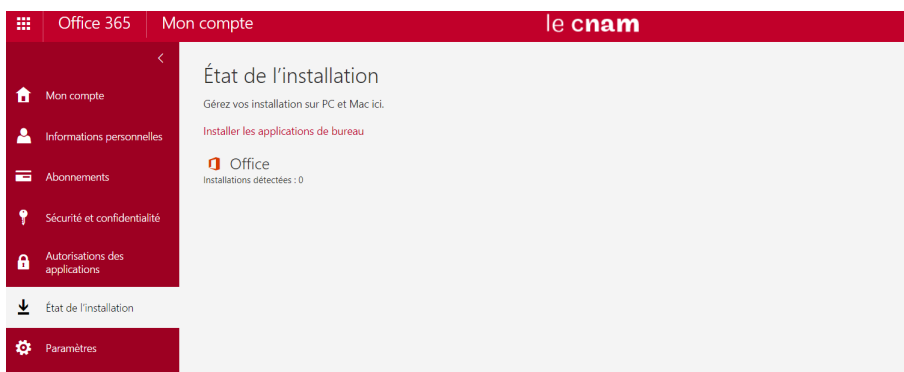 Office 365 Mon compte le cnam
Mon compte
Informations personnelles
Abonnements
Sécurité et confidentialité
Autorisations des
applications
État de l'installation
Paramètres
État de l'installation
Gérez vos installation sur PC et Mac ici.
Installer les applications de bureau
Office
Installations détectées : 0